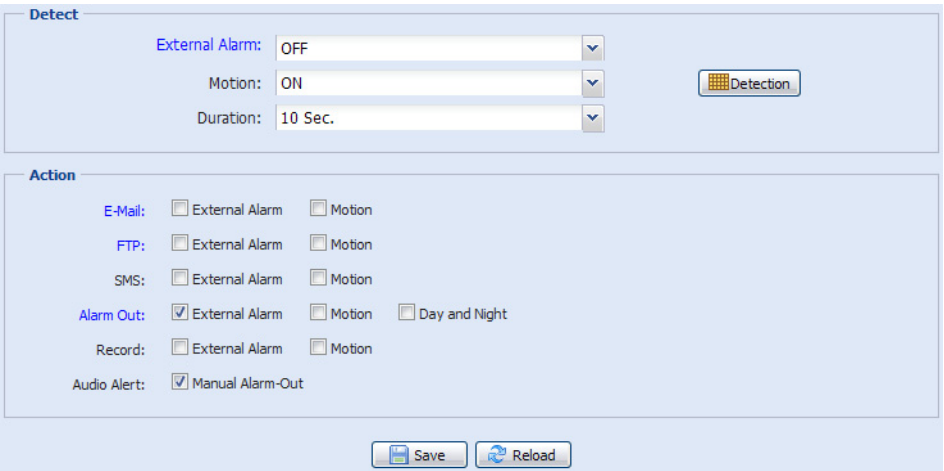 Detect
External Alarm: OFF
Motion: ON
Detection
Duration: 10 Sec.
Action
E-Mail: External Alarm Motion
FTP: External Alarm Motion
SMS: External Alarm Motion
Alarm Out: External Alarm Motion Day and Night
Record: External Alarm Motion
Audio Alert: Manual Alarm-Out
Save Reload